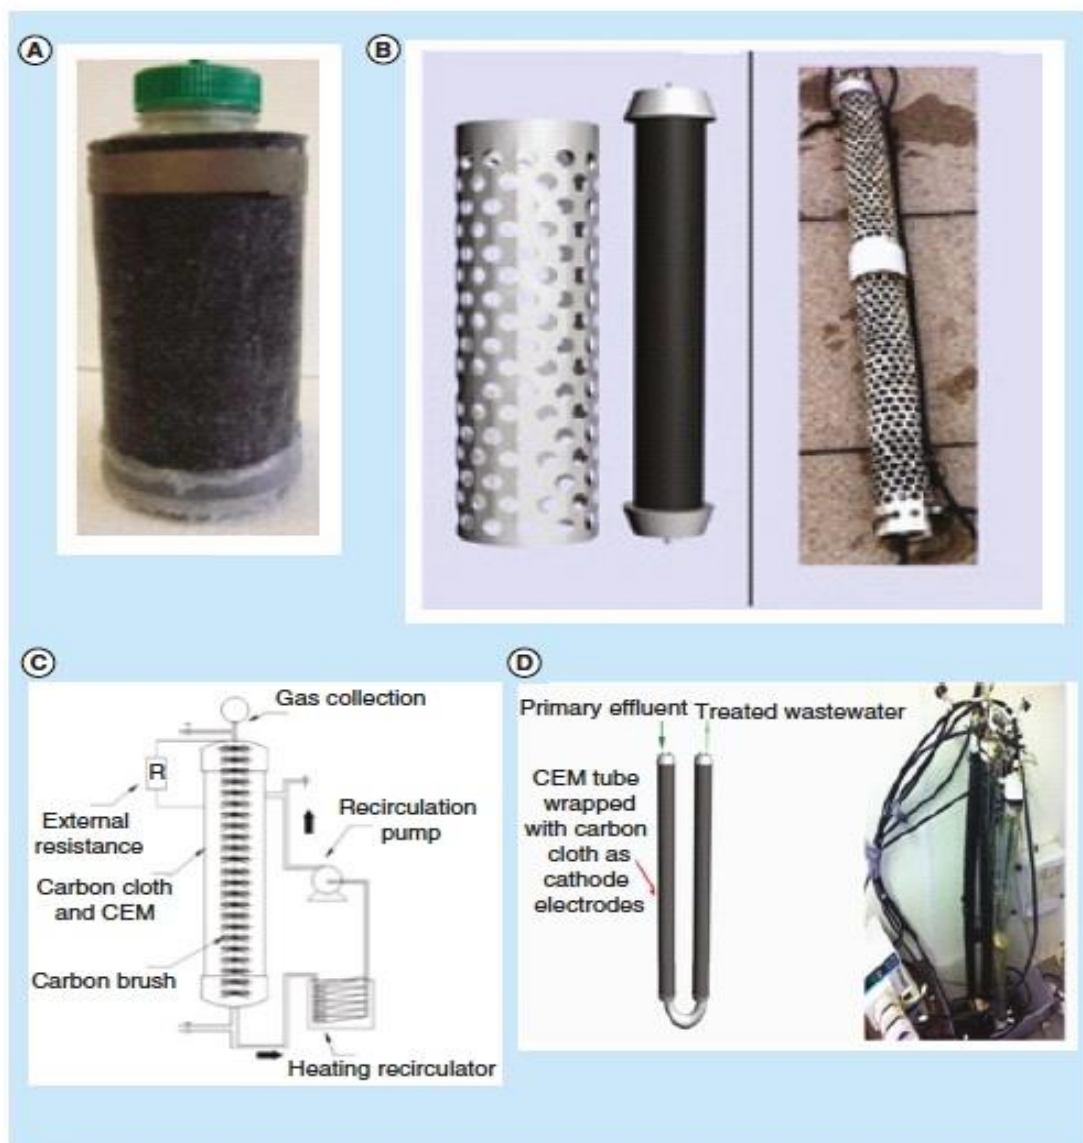 A
B
C
Gas collection
R
External
resistance
Recirculation
pump
Carbon cloth
and CEM
Carbon brush
Heating recirculator
D
Primary effluent
Treated wastewater
CEM tube
wrapped
with carbon
cloth as
cathode
electrodes